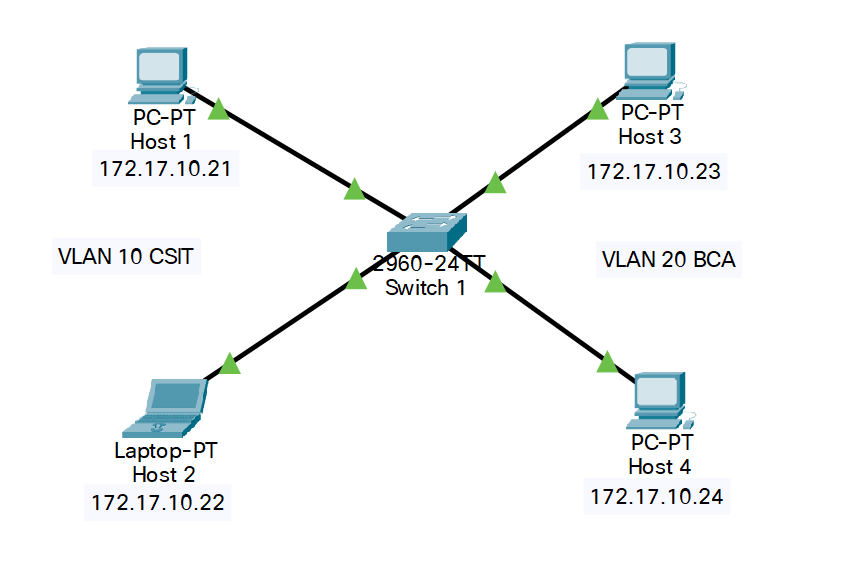 PC-PT
Host 1
172.17.10.21
PC-PT
Host 3
172.17.10.23
VLAN 10 CSIT
2960-24TT
Switch 1
VLAN 20 BCA
Laptop-PT
Host 2
172.17.10.22
PC-PT
Host 4
172.17.10.24